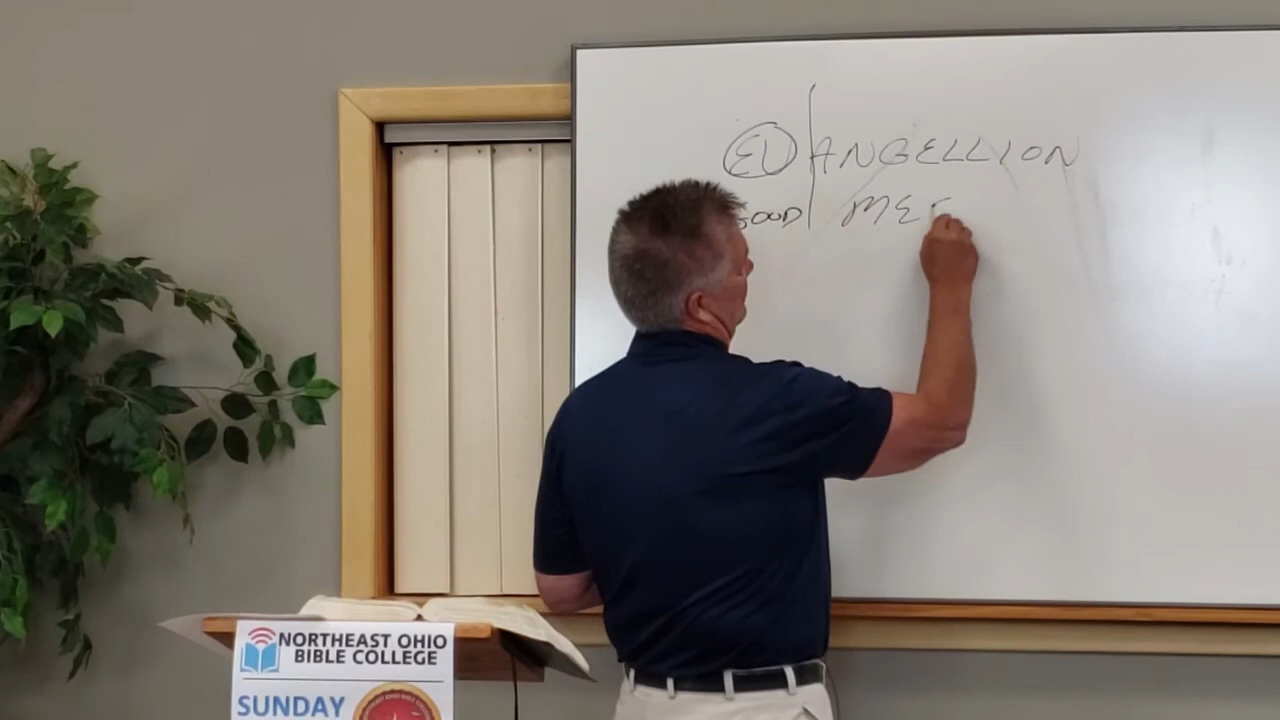 EU ANGELLION
GOOD MES
NORTHEAST OHIO
BIBLE COLLEGE
SUNDAY